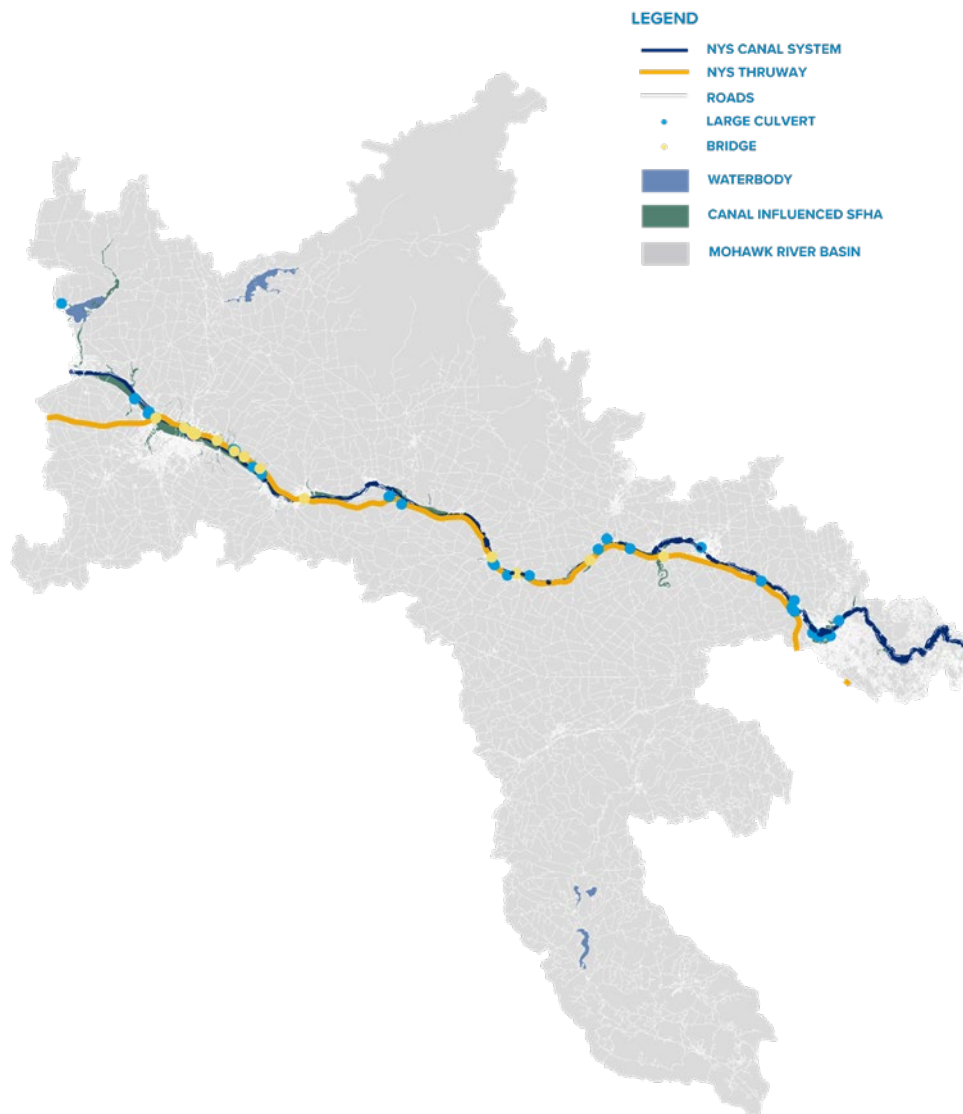 LEGEND
NYS CANAL SYSTEM
NYS THRUWAY
ROADS
LARGE CULVERT
BRIDGE
WATERBODY
CANAL INFLUENCED SFHA
MOHAWK RIVER BASIN